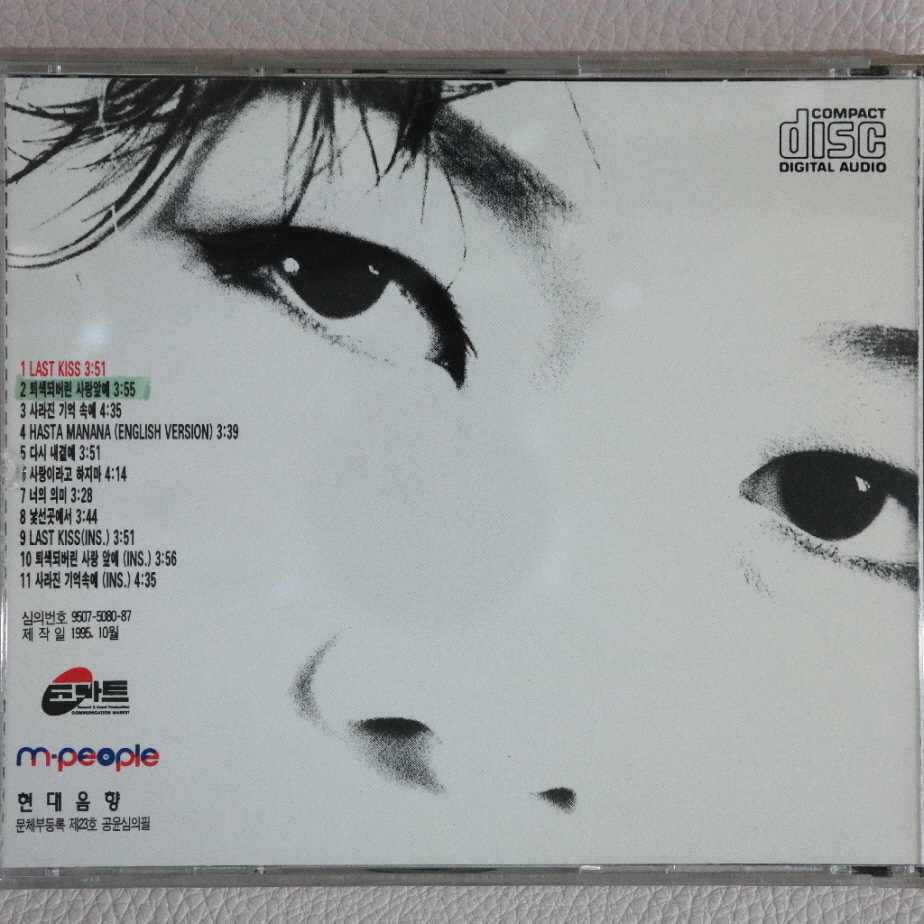 COMPACT
disc
DIGITAL AUDIO
1 LAST KISS 3:51
2 퇴색되버린 사랑앞에 3:55
3 사라진 기억 속에 4:35
4 HASTA MANANA (ENGLISH VERSION) 3:39
5 다시 내곁에 3:51
6 사랑이라고 하지마 4:14
7 너의 의미 3:28
8 낯선곳에서 3:44
9 LAST KISS(INS.) 3:51
10 퇴색되버린 사랑 앞에 (INS.) 3:56
11 사라진 기억속에 (INS.) 4:35
심의번호 9507-5080-87
제 작 일 1995. 10월
코마트
COMMUNICATION MARKET
m·people
현 대 음 향
문체부등록 제23호 공윤심의필